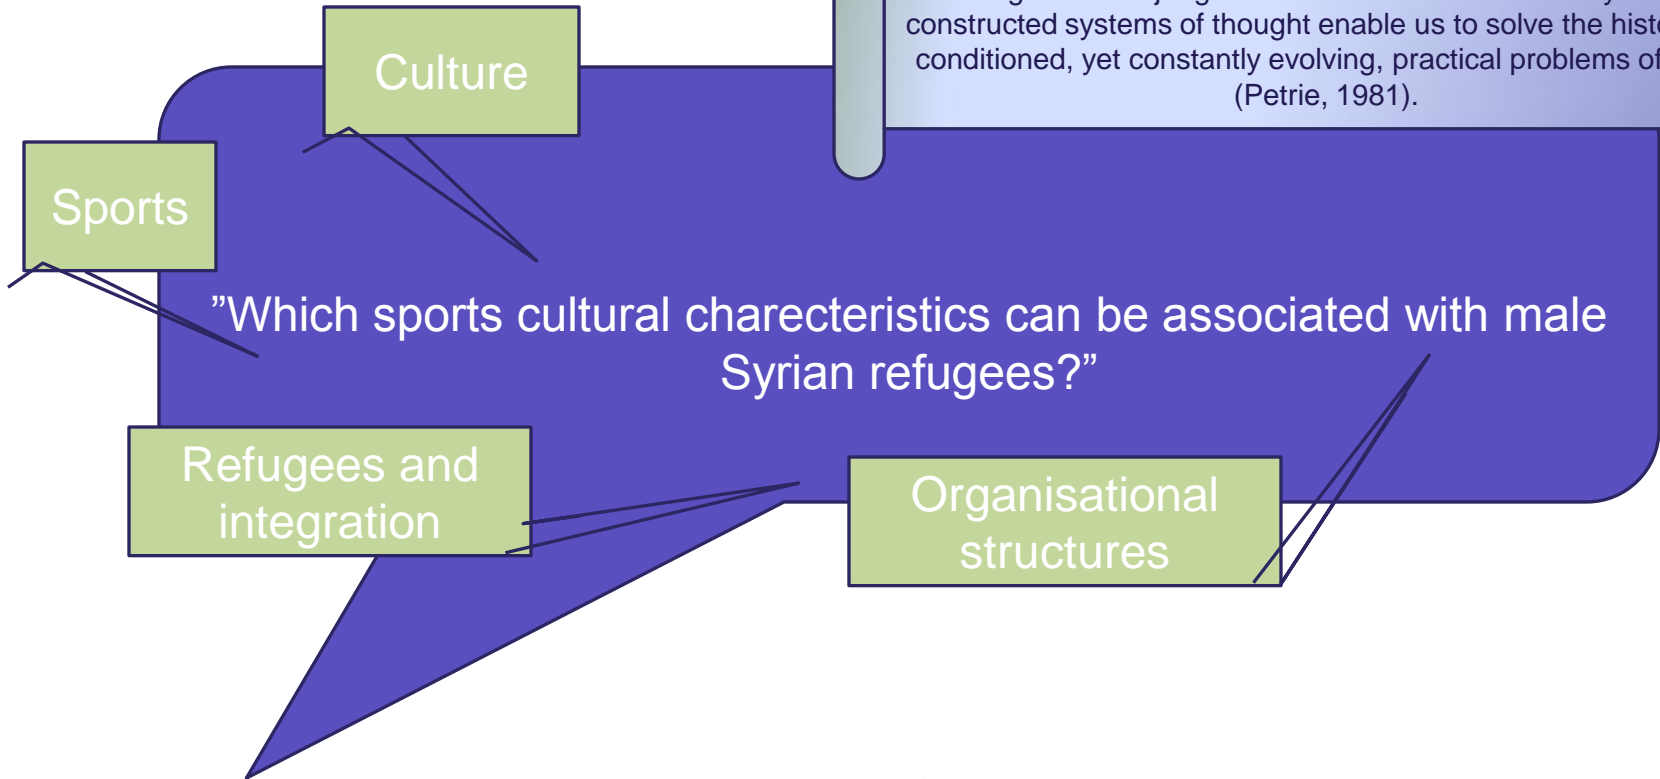 constructed systems of thought enable us to solve the
conditioned, yet constantly evolving, practical problems of
(Petrie, 1981).
Culture
Sports
”Which sports cultural charecteristics can be associated with male
Syrian refugees?”
Refugees and
integration
Organisational
structures